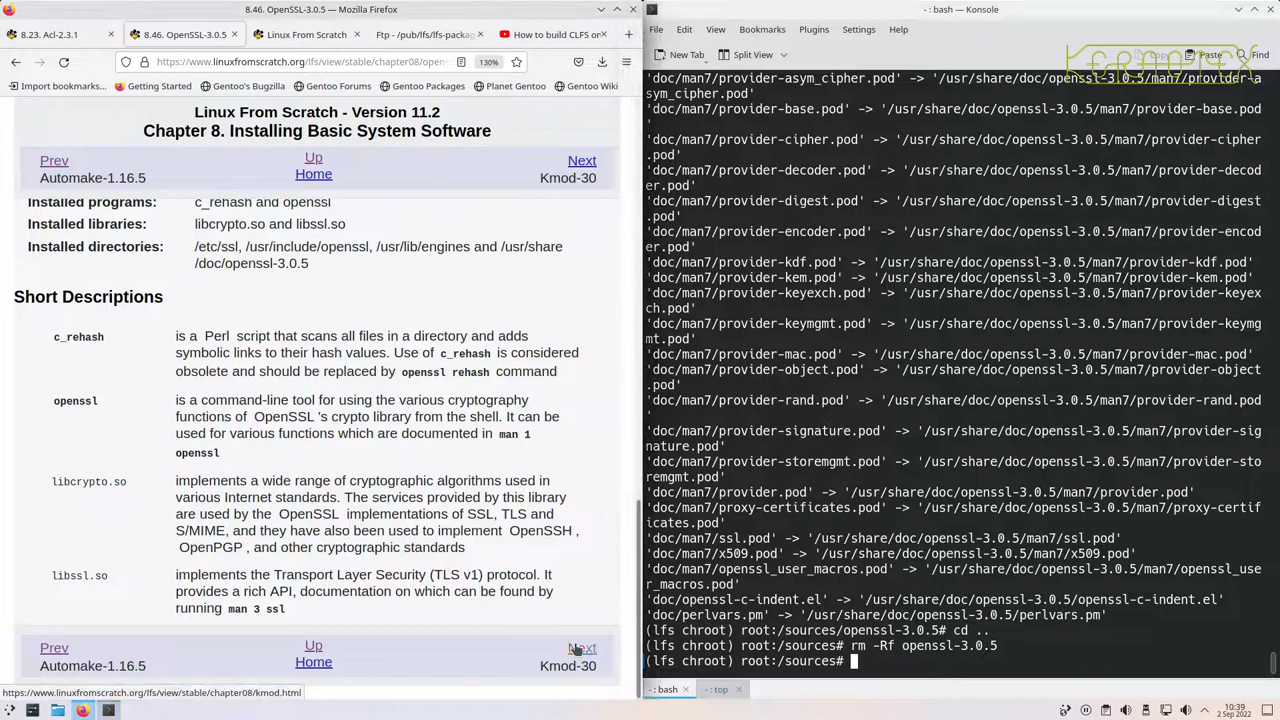 8.46. OpenSSL-3.0.5 — Mozilla Firefox
8.23. Acl-2.3.1
8.46. OpenSSL-3.0.5
Linux From Scratch
Ftp - /pub/lfs/lfs-packag
How to build CLFS on
https://www.linuxfromscratch.org/lfs/view/stable/chapter08/open
130%
Import bookmarks...
Getting Started
Gentoo's Bugzilla
Gentoo Forums
Gentoo Packages
Planet Gentoo
Gentoo Wiki
Linux From Scratch - Version 11.2
Chapter 8. Installing Basic System Software
Prev
Up
Next
Automake-1.16.5
Home
Kmod-30
Installed programs: c_rehash and openssl
Installed libraries: libcrypto.so and libssl.so
Installed directories: /etc/ssl, /usr/include/openssl, /usr/lib/engines and /usr/share
/doc/openssl-3.0.5
Short Descriptions
c_rehash is a Perl script that scans all files in a directory and adds
symbolic links to their hash values. Use of c_rehash is considered
obsolete and should be replaced by openssl rehash command
openssl is a command-line tool for using the various cryptography
functions of OpenSSL 's crypto library from the shell. It can be
used for various functions which are documented in man 1
openssl
libcrypto.so implements a wide range of cryptographic algorithms used in
various Internet standards. The services provided by this library
are used by the OpenSSL implementations of SSL, TLS and
S/MIME, and they have also been used to implement OpenSSH ,
OpenPGP , and other cryptographic standards
libssl.so implements the Transport Layer Security (TLS v1) protocol. It
provides a rich API, documentation on which can be found by
running man 3 ssl
Prev
Up
Next
Automake-1.16.5
Home
Kmod-30
https://www.linuxfromscratch.org/lfs/view/stable/chapter08/kmod.html
- : bash — Konsole
File Edit View Bookmarks Plugins Settings Help
New Tab
Split View
Copy
Paste
Find
KERNOTEX
'doc/man7/provider-asym_cipher.pod' -> '/usr/share/doc/openssl-3.0.5/man7/provider-a
sym_cipher.pod'
'doc/man7/provider-base.pod' -> '/usr/share/doc/openssl-3.0.5/man7/provider-base.pod
'
'doc/man7/provider-cipher.pod' -> '/usr/share/doc/openssl-3.0.5/man7/provider-cipher
.pod'
'doc/man7/provider-decoder.pod' -> '/usr/share/doc/openssl-3.0.5/man7/provider-decod
er.pod'
'doc/man7/provider-digest.pod' -> '/usr/share/doc/openssl-3.0.5/man7/provider-digest
.pod'
'doc/man7/provider-encoder.pod' -> '/usr/share/doc/openssl-3.0.5/man7/provider-encod
er.pod'
'doc/man7/provider-kdf.pod' -> '/usr/share/doc/openssl-3.0.5/man7/provider-kdf.pod'
'doc/man7/provider-kem.pod' -> '/usr/share/doc/openssl-3.0.5/man7/provider-kem.pod'
'doc/man7/provider-keyexch.pod' -> '/usr/share/doc/openssl-3.0.5/man7/provider-keyex
ch.pod'
'doc/man7/provider-keymgmt.pod' -> '/usr/share/doc/openssl-3.0.5/man7/provider-keymg
mt.pod'
'doc/man7/provider-mac.pod' -> '/usr/share/doc/openssl-3.0.5/man7/provider-mac.pod'
'doc/man7/provider-object.pod' -> '/usr/share/doc/openssl-3.0.5/man7/provider-object
.pod'
'doc/man7/provider-rand.pod' -> '/usr/share/doc/openssl-3.0.5/man7/provider-rand.pod
'
'doc/man7/provider-signature.pod' -> '/usr/share/doc/openssl-3.0.5/man7/provider-sig
nature.pod'
'doc/man7/provider-storemgmt.pod' -> '/usr/share/doc/openssl-3.0.5/man7/provider-sto
remgmt.pod'
'doc/man7/provider.pod' -> '/usr/share/doc/openssl-3.0.5/man7/provider.pod'
'doc/man7/proxy-certificates.pod' -> '/usr/share/doc/openssl-3.0.5/man7/proxy-certif
icates.pod'
'doc/man7/ssl.pod' -> '/usr/share/doc/openssl-3.0.5/man7/ssl.pod'
'doc/man7/x509.pod' -> '/usr/share/doc/openssl-3.0.5/man7/x509.pod'
'doc/man7/openssl_user_macros.pod' -> '/usr/share/doc/openssl-3.0.5/man7/openssl_use
r_macros.pod'
'doc/openssl-c-indent.el' -> '/usr/share/doc/openssl-3.0.5/openssl-c-indent.el'
'doc/perlvars.pm' -> '/usr/share/doc/openssl-3.0.5/perlvars.pm'
(lfs chroot) root:/sources/openssl-3.0.5# cd ..
(lfs chroot) root:/sources# rm -Rf openssl-3.0.5
(lfs chroot) root:/sources#
- : bash
- : top
10:39
2 Sep 2022